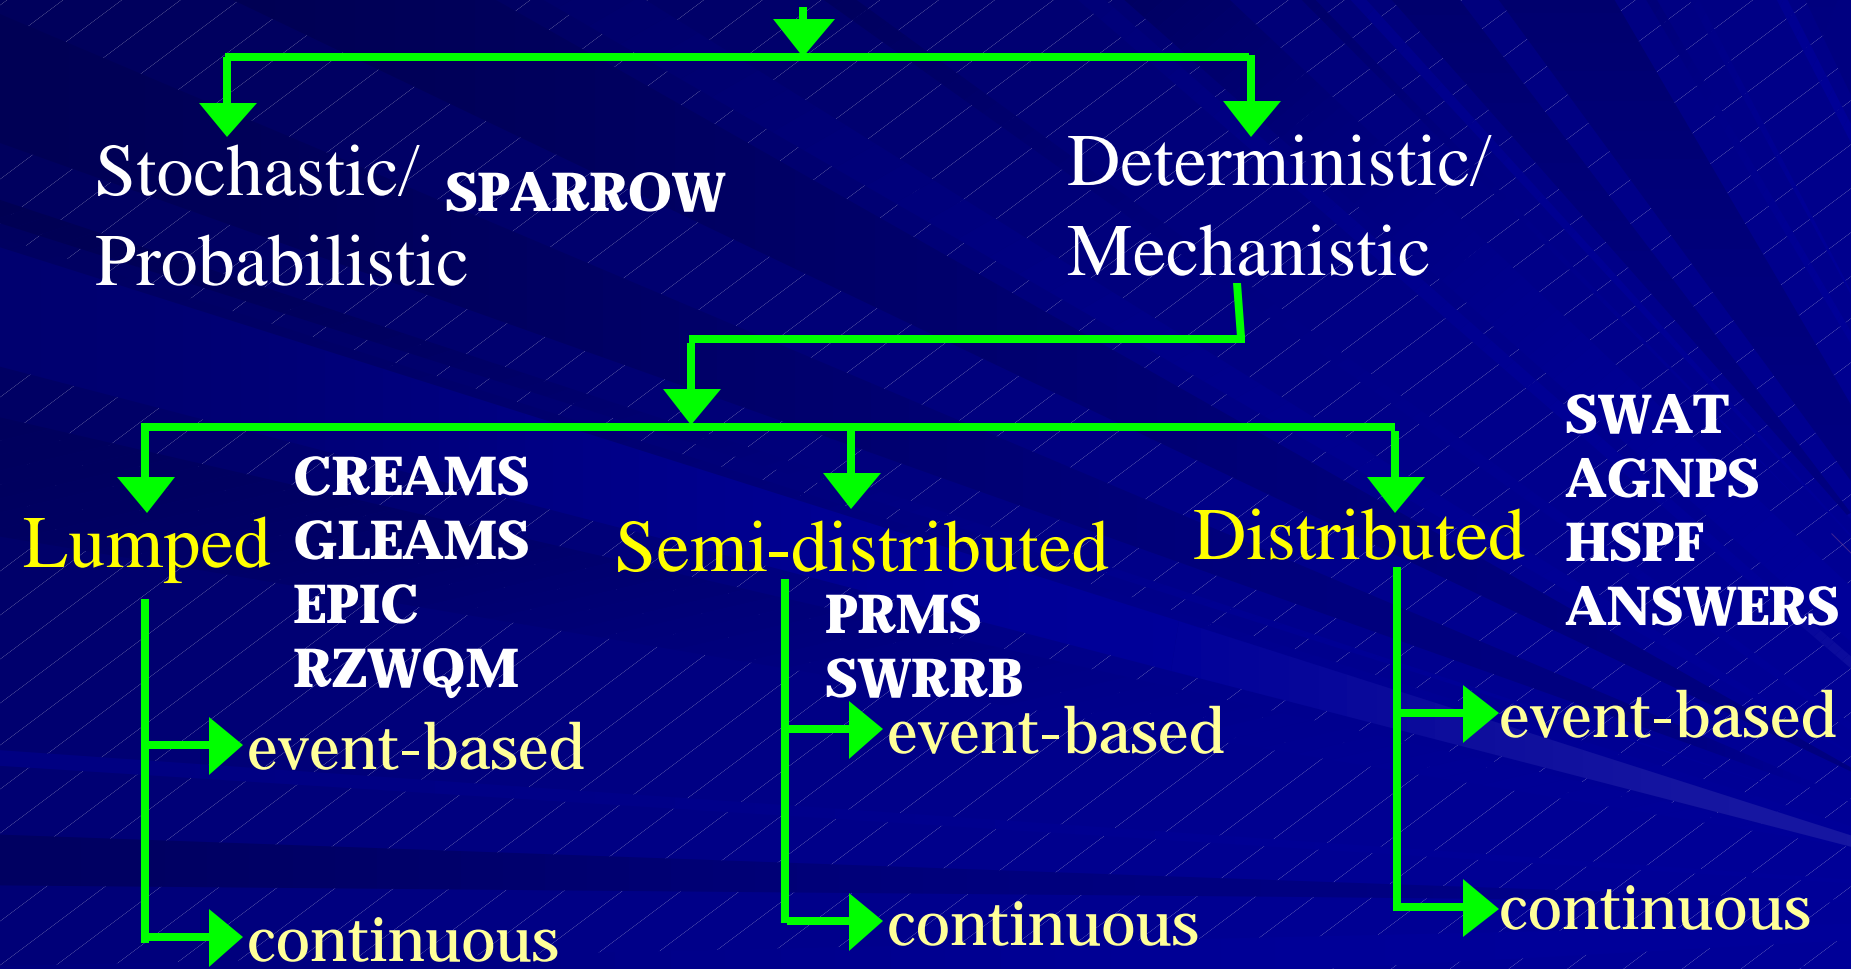 Stochastic/
Probabilistic
SPARROW
Deterministic/
Mechanistic
Lumped
CREAMS
GLEAMS
EPIC
RZWQM
event-based
continuous
Semi-distributed
PRMS
SWRRB
event-based
continuous
Distributed
SWAT
AGNPS
HSPF
ANSWERS
event-based
continuous